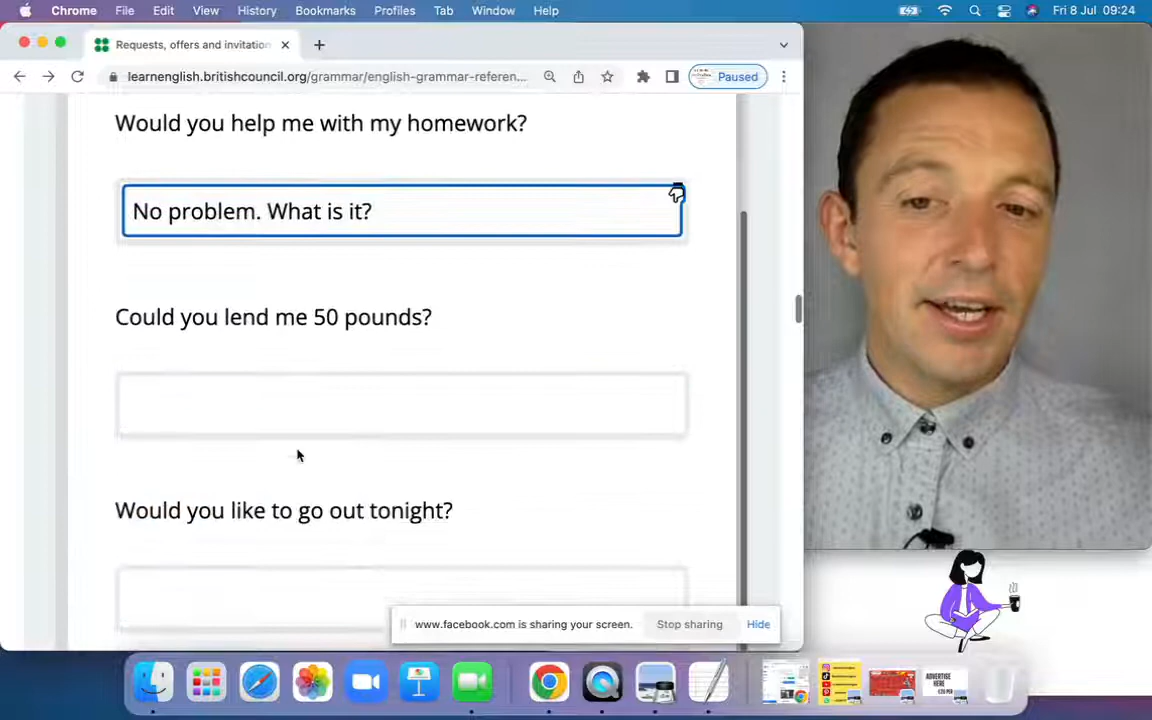 Chrome File Edit View History Bookmarks Profiles Tab Window Help Fri 8 Jul 09:24
Requests, offers and invitation
learnenglish.britishcouncil.org/grammar/english-grammar-referen... Paused
Would you help me with my homework?
No problem. What is it?
Could you lend me 50 pounds?
Would you like to go out tonight?
www.facebook.com is sharing your screen. Stop sharing Hide
ADVERTISE
HERE